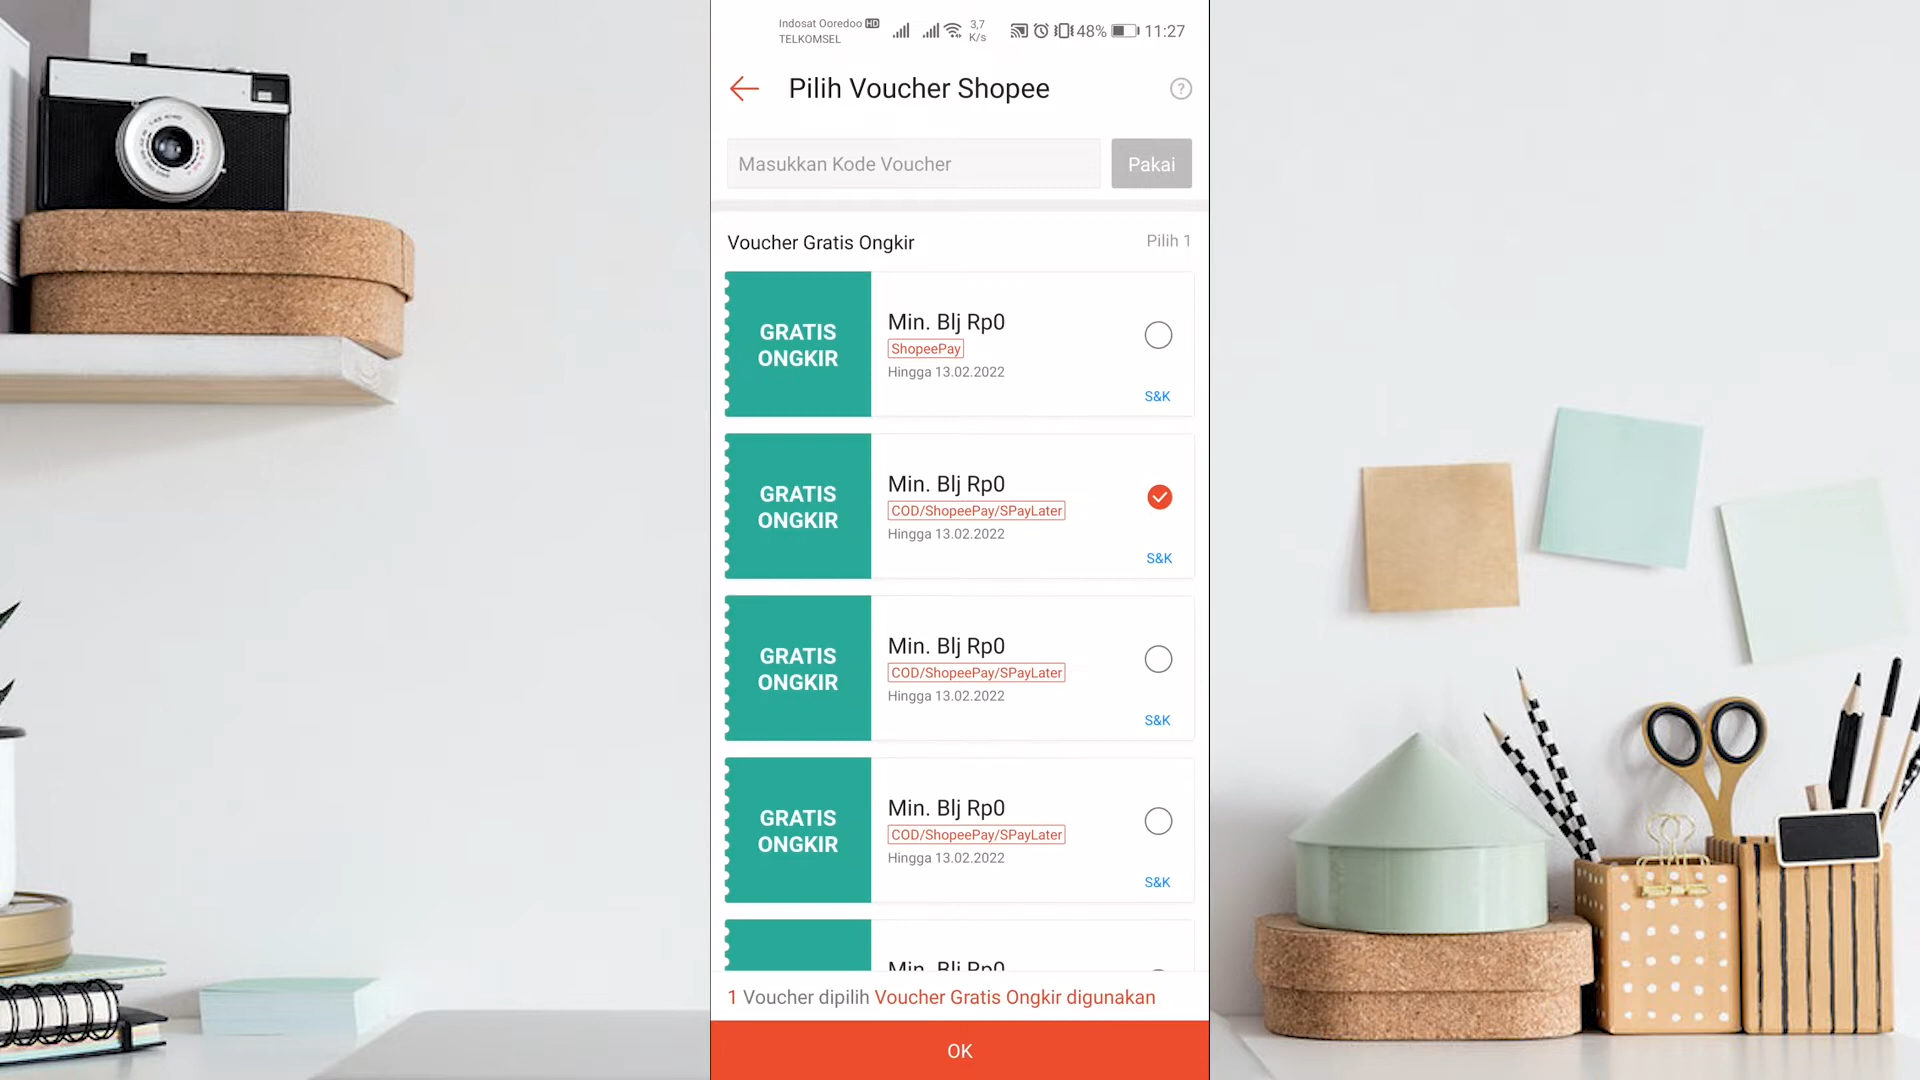 Indosat Ooredoo HD
TELKOMSEL
3,7
K/s
48%
11:27
Pilih Voucher Shopee
?
Masukkan Kode Voucher
Pakai
Voucher Gratis Ongkir
Pilih 1
GRATIS
ONGKIR
Min. Blj Rp0
ShopeePay
Hingga 13.02.2022
S&K
GRATIS
ONGKIR
Min. Blj Rp0
COD/ShopeePay/SPayLater
Hingga 13.02.2022
S&K
GRATIS
ONGKIR
Min. Blj Rp0
COD/ShopeePay/SPayLater
Hingga 13.02.2022
S&K
GRATIS
ONGKIR
Min. Blj Rp0
COD/ShopeePay/SPayLater
Hingga 13.02.2022
S&K
Min. Blj Rp0
1 Voucher dipilih Voucher Gratis Ongkir digunakan
OK